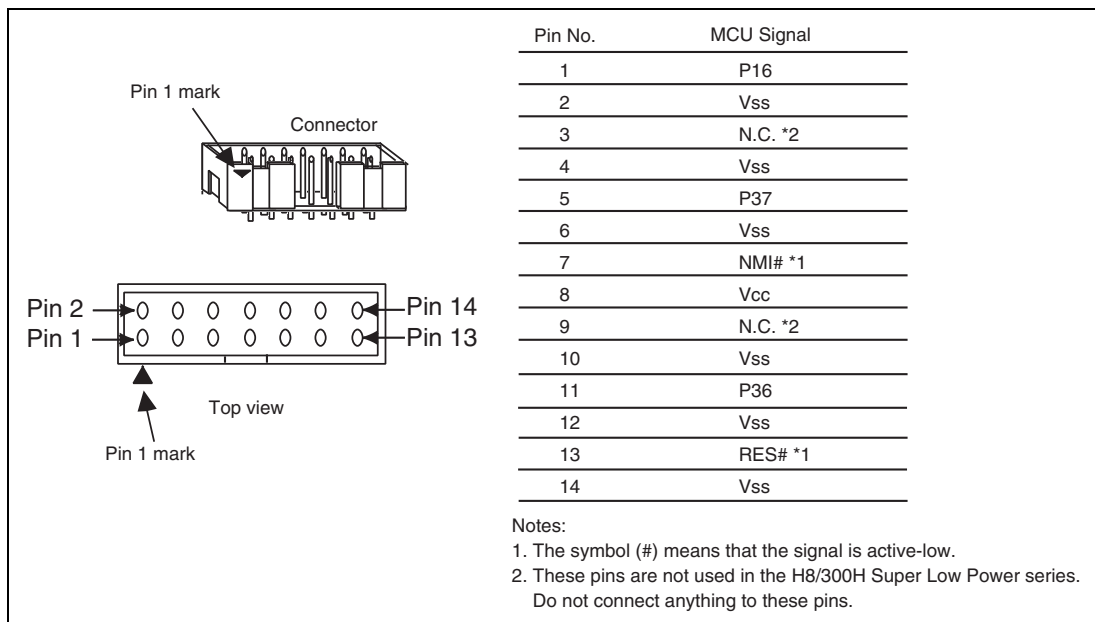 Pin 1 mark
Connector
Pin 2
Pin 14
Pin 1
Pin 13
Top view
Pin 1 mark
Pin No. MCU Signal
1 P16
2 Vss
3 N.C. *2
4 Vss
5 P37
6 Vss
7 NMI# *1
8 Vcc
9 N.C. *2
10 Vss
11 P36
12 Vss
13 RES# *1
14 Vss
Notes:
1. The symbol (#) means that the signal is active-low.
2. These pins are not used in the H8/300H Super Low Power series.
Do not connect anything to these pins.